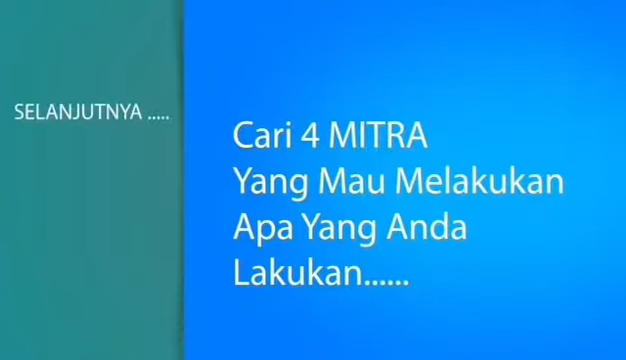 SELANJUTNYA .....
Cari 4 MITRA
Yang Mau Melakukan
Apa Yang Anda
Lakukan......